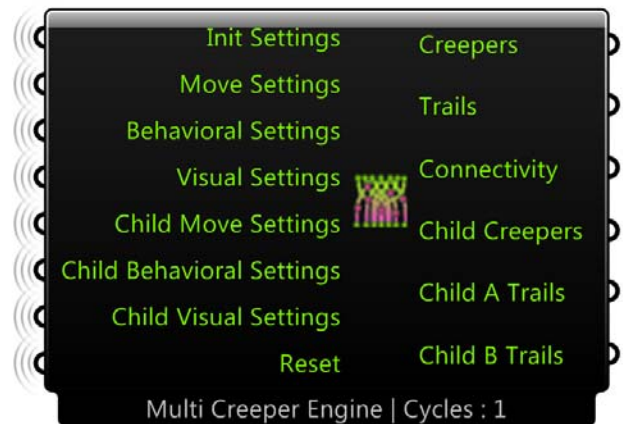 Init Settings
Move Settings
Behavioral Settings
Visual Settings
Child Move Settings
Child Behavioral Settings
Child Visual Settings
Reset
Creepers
Trails
Connectivity
Child Creepers
Child A Trails
Child B Trails
Multi Creeper Engine | Cycles : 1